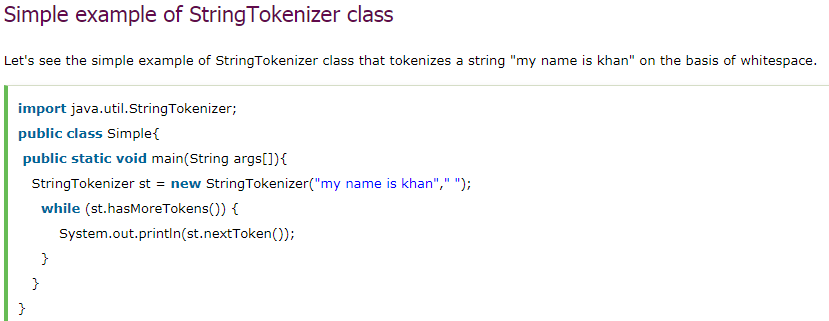 Simple example of StringTokenizer class
Let's see the simple example of StringTokenizer class that tokenizes a string "my name is khan" on the basis of whitespace.
import java.util.StringTokenizer;
public class Simple{
public static void main(String args[]){
StringTokenizer st = new StringTokenizer("my name is khan"," ");
while (st.hasMoreTokens()) {
System.out.println(st.nextToken());
}
}
}